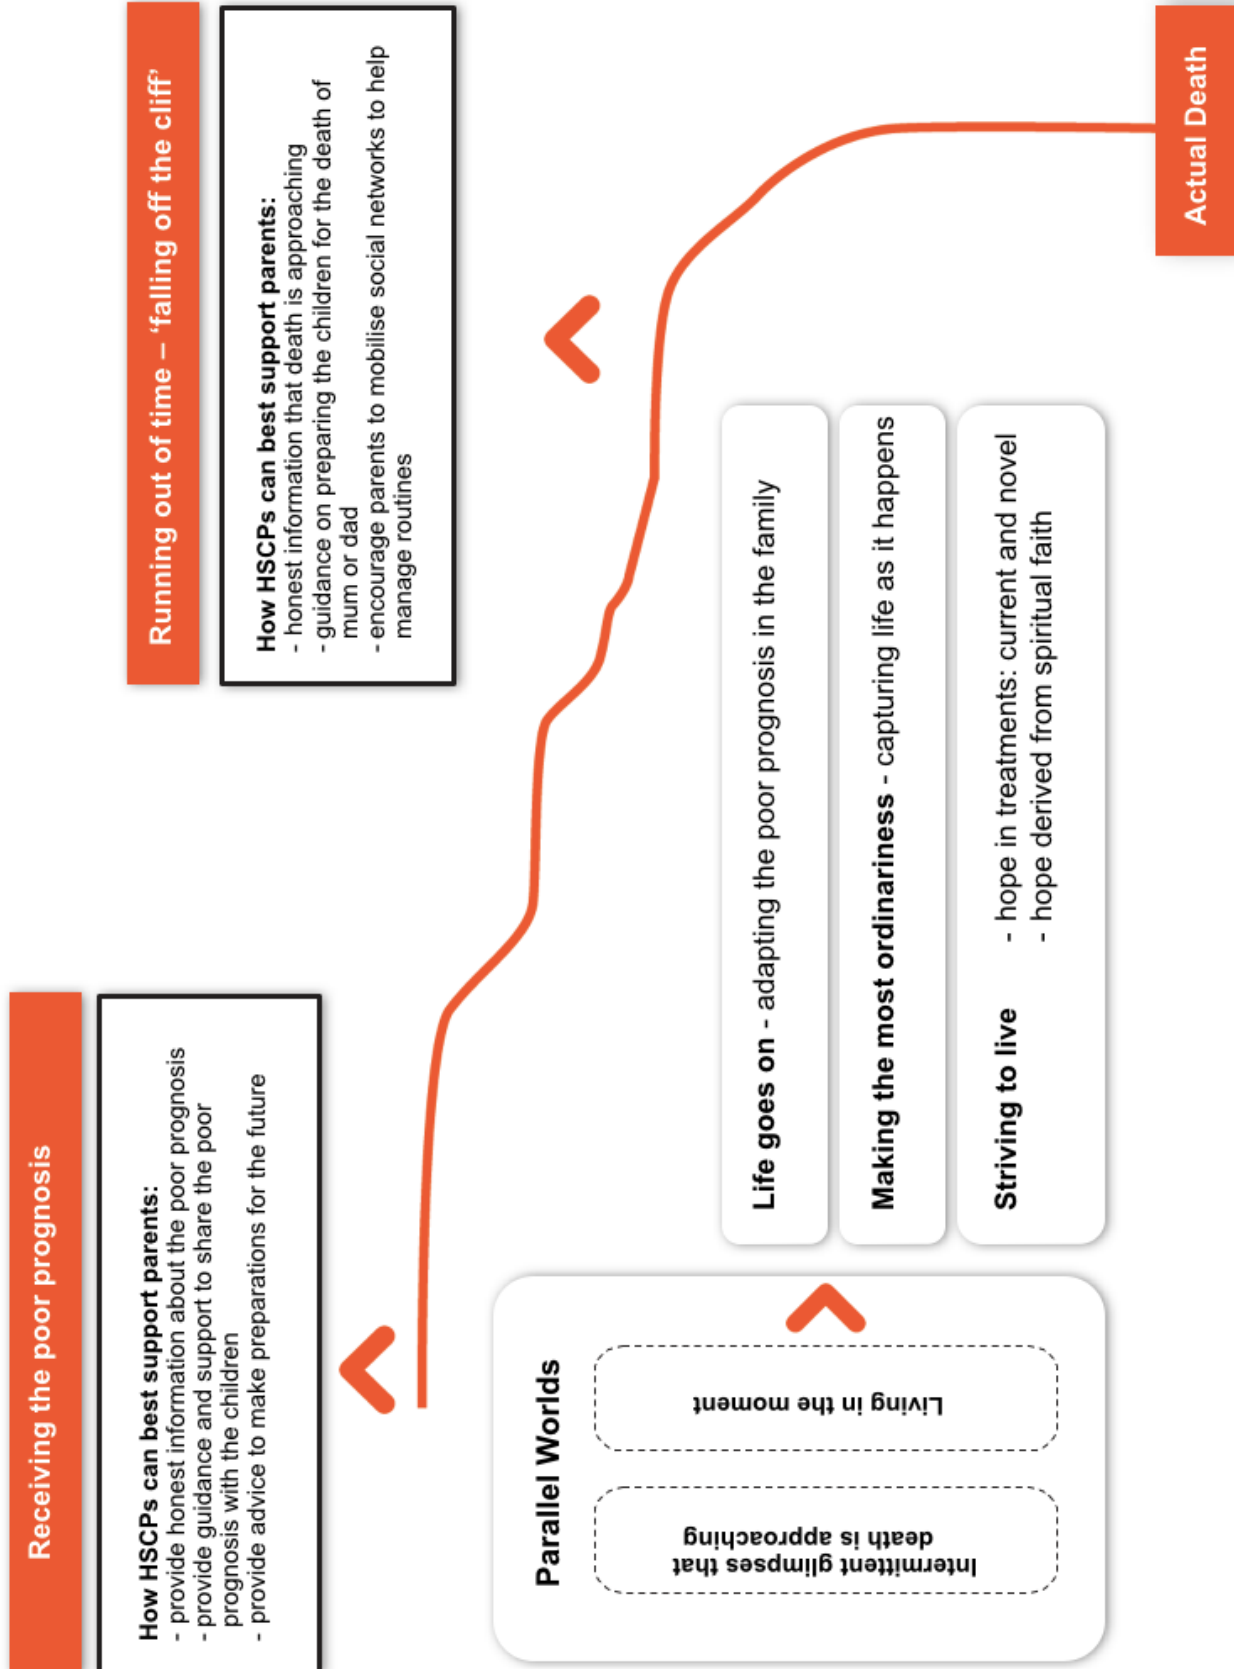 Receiving the poor prognosis
How HSCPs can best support parents:
- provide honest information about the poor prognosis
- provide guidance and support to share the poor
prognosis with the children
- provide advice to make preparations for the future
Running out of time – ‘falling off the cliff’
How HSCPs can best support parents:
- honest information that death is approaching
- guidance on preparing the children for the death of
mum or dad
- encourage parents to mobilise social networks to help
manage routines
Parallel Worlds
Intermittent glimpses that
death is approaching
Living in the moment
Life goes on - adapting the poor prognosis in the family
Making the most ordinariness - capturing life as it happens
Striving to live - hope in treatments: current and novel
- hope derived from spiritual faith
Actual Death